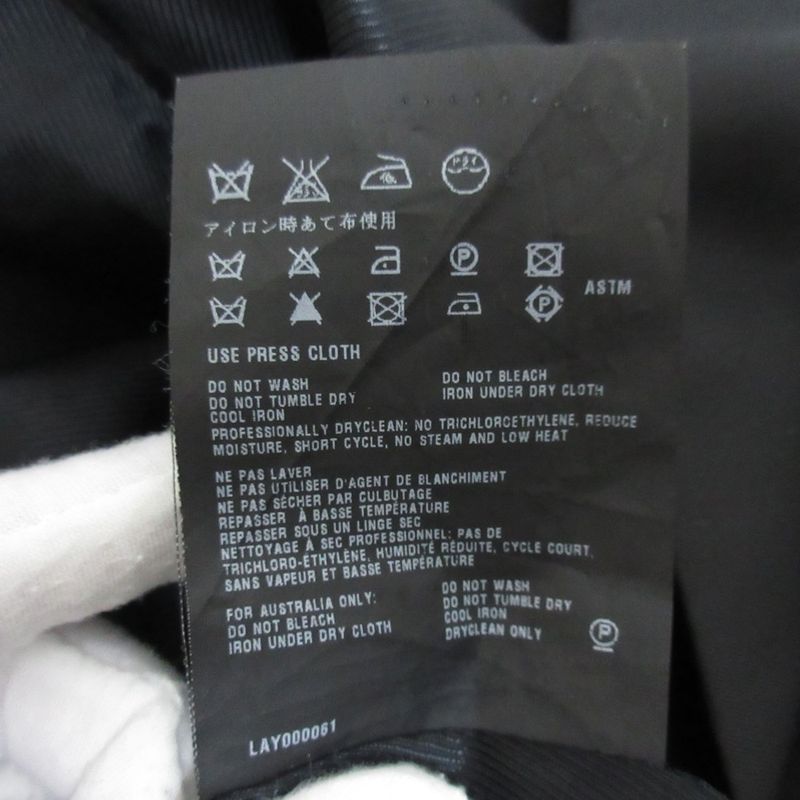 ドライ
アイロン時あて布使用
P
P
ASTM
USE PRESS CLOTH
DO NOT WASH
DO NOT TUMBLE DRY
COOL IRON
DO NOT BLEACH
IRON UNDER DRY CLOTH
PROFESSIONALLY DRYCLEAN: NO TRICHLORCETHYLENE, REDUCE
MOISTURE, SHORT CYCLE, NO STEAM AND LOW HEAT
NE PAS LAVER
NE PAS UTILISER D'AGENT DE BLANCHIMENT
NE PAS SÉCHER PAR CULBUTAGE
REPASSER À BASSE TEMPÉRATURE
REPASSER SOUS UN LINGE SEC
NETTOYAGE À SEC PROFESSIONNEL: PAS DE
TRICHLORO-ÉTHYLÈNE, HUMIDITÉ RÉDUITE, CYCLE COURT,
SANS VAPEUR ET BASSE TEMPÉRATURE
FOR AUSTRALIA ONLY:
DO NOT BLEACH
IRON UNDER DRY CLOTH
DO NOT WASH
DO NOT TUMBLE DRY
COOL IRON
DRYCLEAN ONLY
P
LAY000061